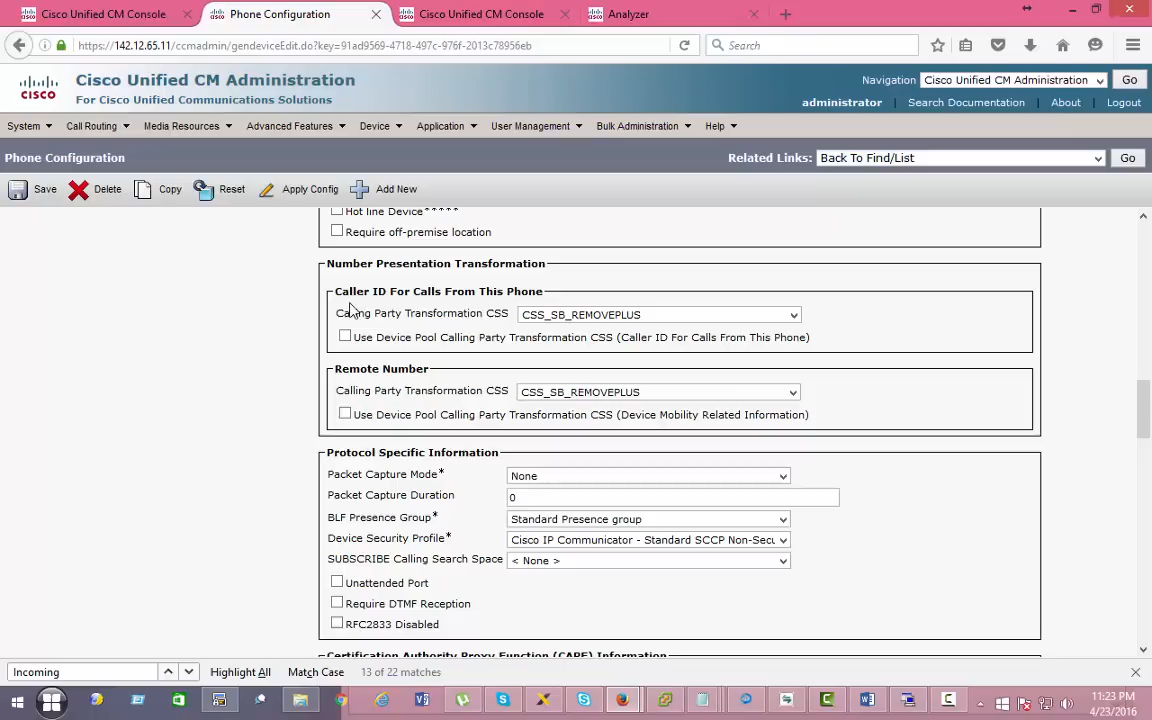 Cisco Unified CM Console
Phone Configuration
Cisco Unified CM Console
Analyzer
https://142.12.65.11/ccmadmin/gendeviceEdit.do?key=91ad9569-4718-497c-976f-2013c78956eb
Search
CISCO
Cisco Unified CM Administration
For Cisco Unified Communications Solutions
Navigation Cisco Unified CM Administration Go
administrator Search Documentation About Logout
System Call Routing Media Resources Advanced Features Device Application User Management Bulk Administration Help
Phone Configuration
Related Links: Back To Find/List Go
Save Delete Copy Reset Apply Config Add New
Hot line Device*****
Require off-premise location
Number Presentation Transformation
Caller ID For Calls From This Phone
Calling Party Transformation CSS CSS_SB_REMOVEPLUS
Use Device Pool Calling Party Transformation CSS (Caller ID For Calls From This Phone)
Remote Number
Calling Party Transformation CSS CSS_SB_REMOVEPLUS
Use Device Pool Calling Party Transformation CSS (Device Mobility Related Information)
Protocol Specific Information
Packet Capture Mode* None
Packet Capture Duration 0
BLF Presence Group* Standard Presence group
Device Security Profile* Cisco IP Communicator - Standard SCCP Non-Secu
SUBSCRIBE Calling Search Space < None >
Unattended Port
Require DTMF Reception
RFC2833 Disabled
Certification Authority Proxy Function (CAPF) Information
Incoming Highlight All Match Case 13 of 22 matches
11:23 PM
4/23/2016